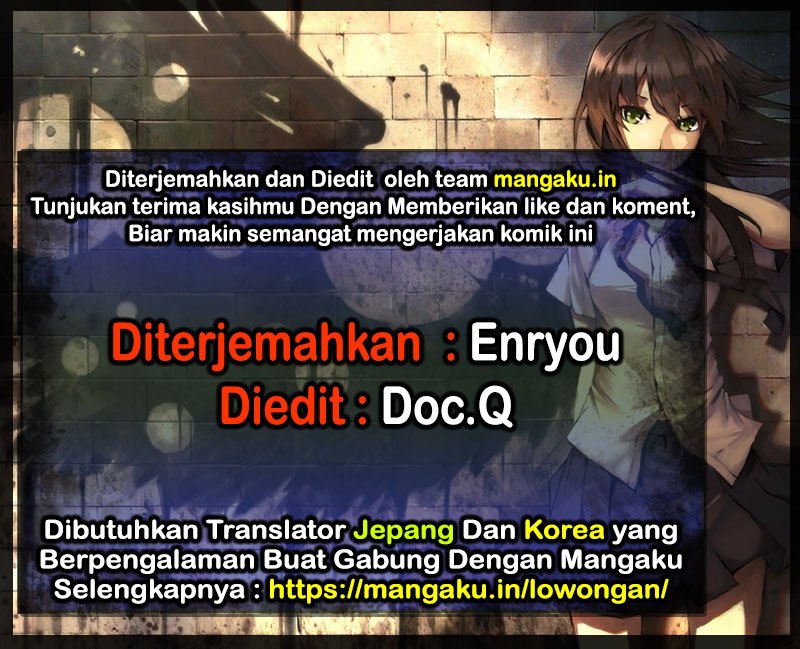 Diterjemahkan dan Diedit oleh team mangaku.in
Tunjukan terima kasihmu Dengan Memberikan like dan koment,
Biar makin semangat mengerjakan komik ini
Diterjemahkan : Enryou
Diedit : Doc.Q
Dibutuhkan Translator Jepang Dan Korea yang
Berpengalaman Buat Gabung Dengan Mangaku
Selengkapnya : https://mangaku.in/lowongan/